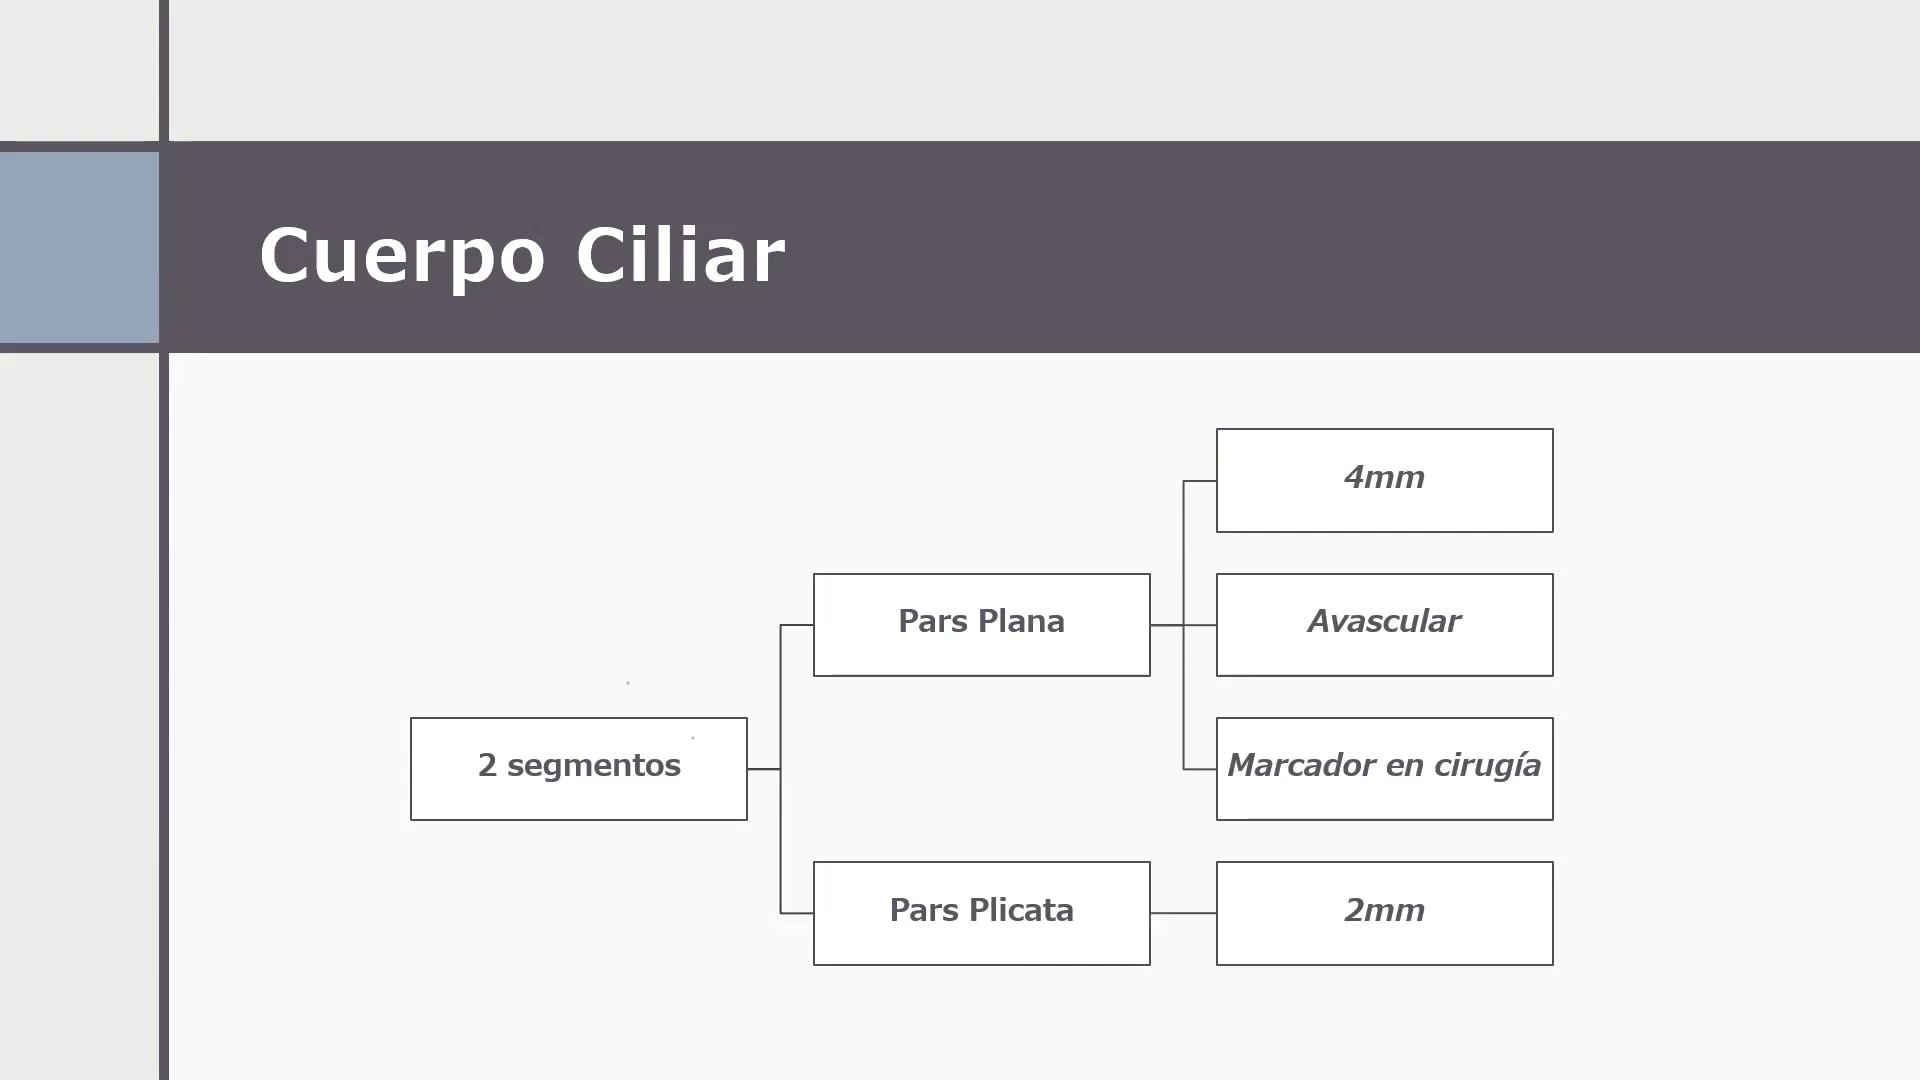 Cuerpo Ciliar
2 segmentos
Pars Plana
4mm
Avascular
Marcador en cirugía
Pars Plicata
2mm